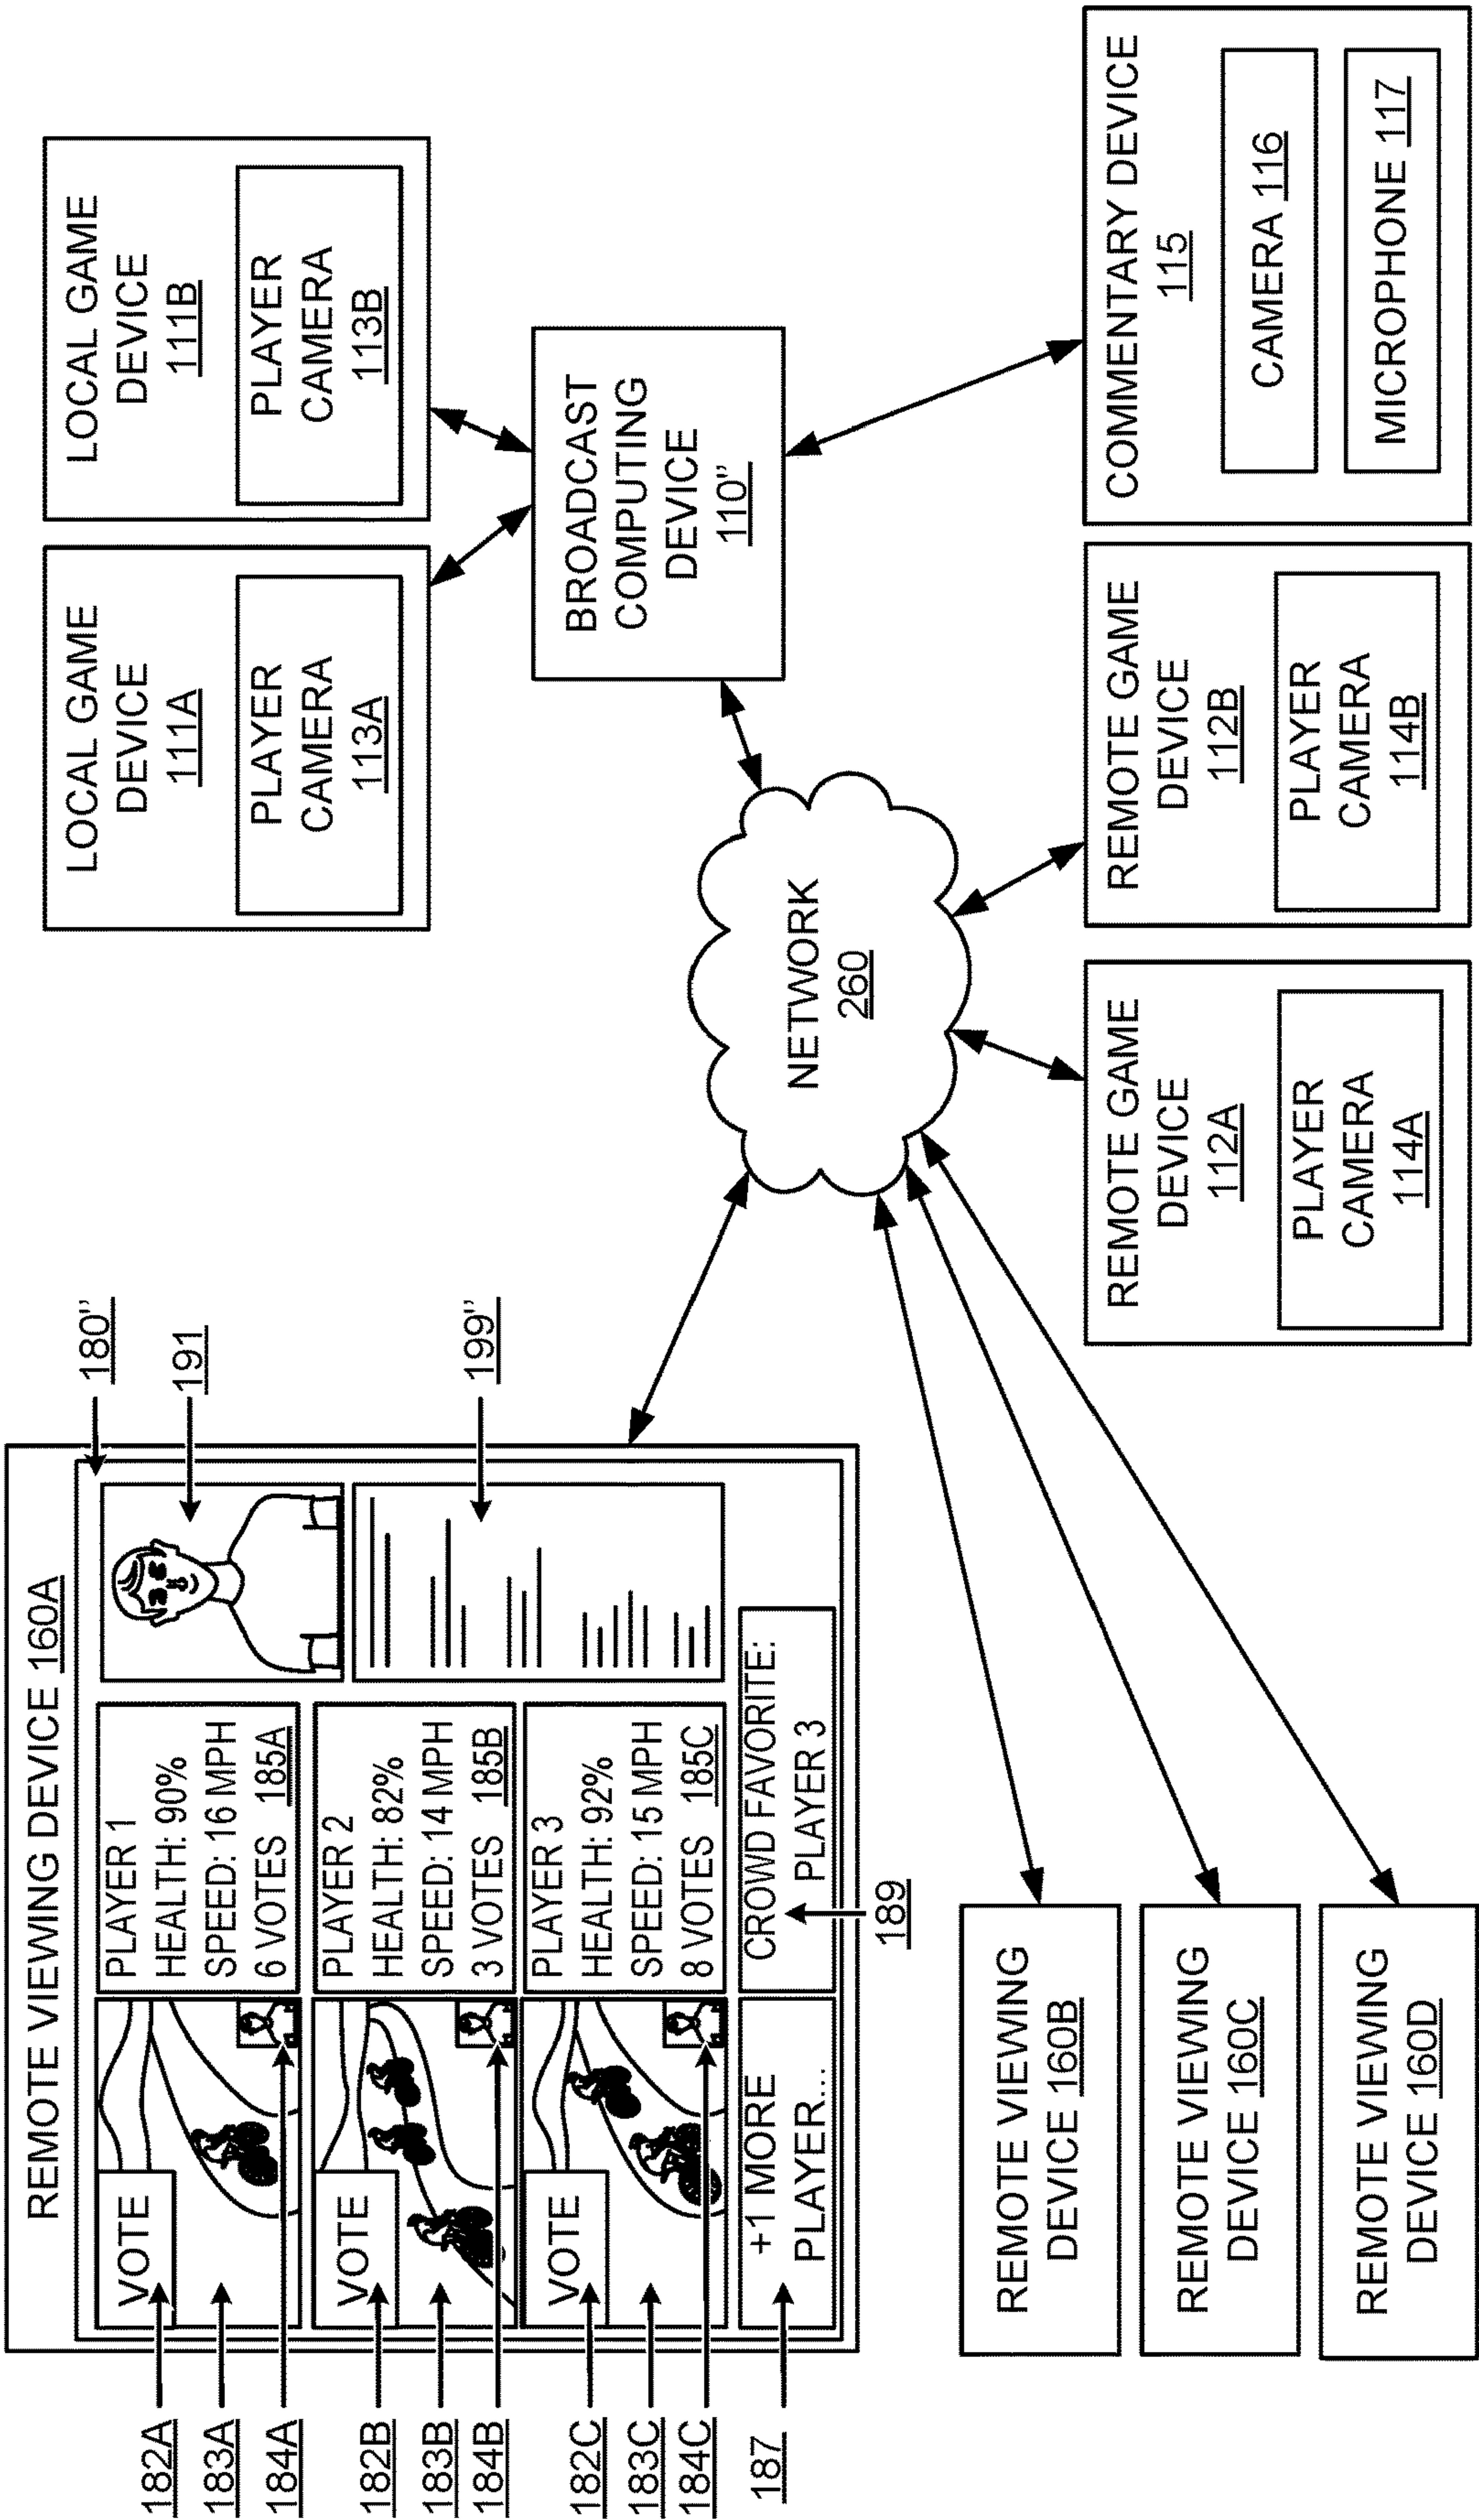 REMOTE VIEWING DEVICE 160A
180"
191
199"
182A
183A
184A
182B
183B
184B
182C
183C
184C
187
189
VOTE
PLAYER 1
HEALTH: 90%
SPEED: 16 MPH
6 VOTES 185A
VOTE
PLAYER 2
HEALTH: 82%
SPEED: 14 MPH
3 VOTES 185B
VOTE
PLAYER 3
HEALTH: 92%
SPEED: 15 MPH
8 VOTES 185C
+1 MORE
PLAYER...
CROWD FAVORITE:
PLAYER 3
LOCAL GAME
DEVICE
111A
PLAYER
CAMERA
113A
LOCAL GAME
DEVICE
111B
PLAYER
CAMERA
113B
BROADCAST
COMPUTING
DEVICE
110"
NETWORK
260
REMOTE VIEWING
DEVICE 160B
REMOTE VIEWING
DEVICE 160C
REMOTE VIEWING
DEVICE 160D
REMOTE GAME
DEVICE
112A
PLAYER
CAMERA
114A
REMOTE GAME
DEVICE
112B
PLAYER
CAMERA
114B
COMMENTARY DEVICE
115
CAMERA 116
MICROPHONE 117